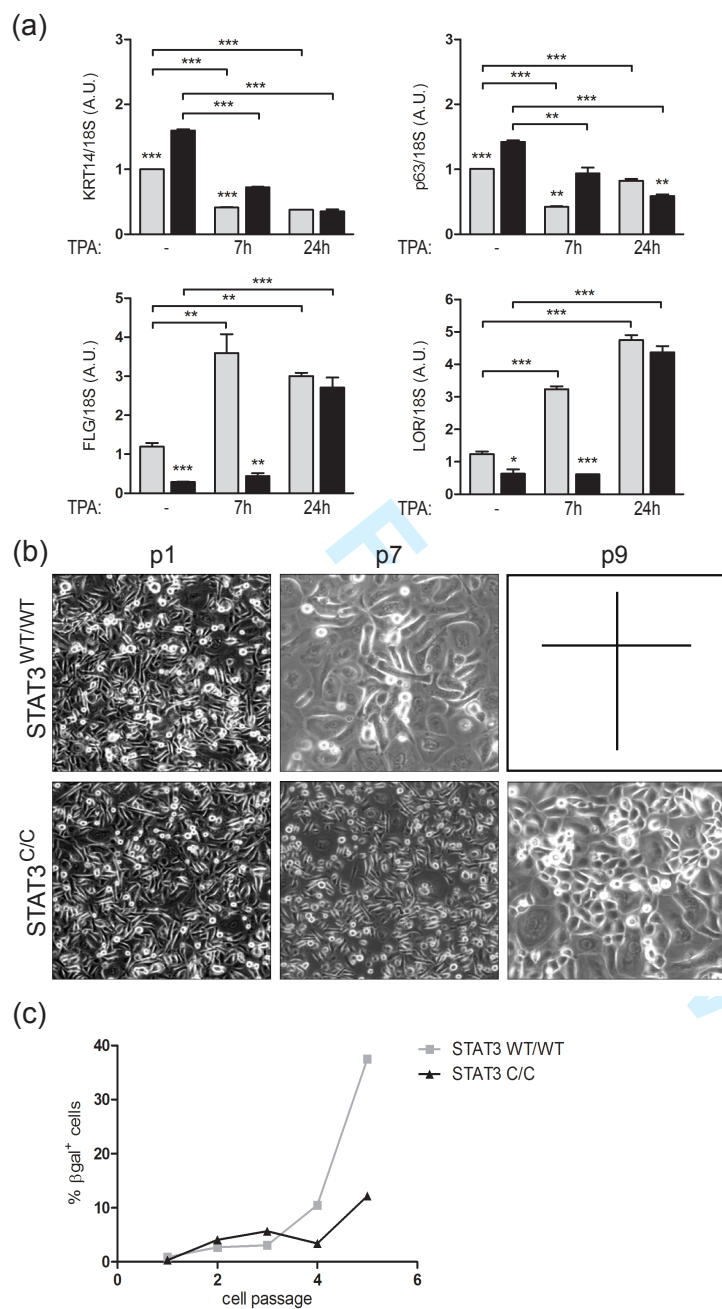 (a)
KRT14/18S (A.U.)
3
2
1
0
***
***
***
***
***
***
TPA: - 7h 24h
p63/18S (A.U.)
3
2
1
0
***
***
***
**
***
**
**
TPA: - 7h 24h
FLG/18S (A.U.)
5
4
3
2
1
0
***
**
**
***
**
TPA: - 7h 24h
LOR/18S (A.U.)
6
5
4
3
2
1
0
***
***
***
*
***
TPA: - 7h 24h
(b)
p1 p7 p9
STAT3WT/WT
STAT3C/C
(c)
% βgal+ cells
40
30
20
10
0
0 2 4 6
cell passage
STAT3 WT/WT
STAT3 C/C